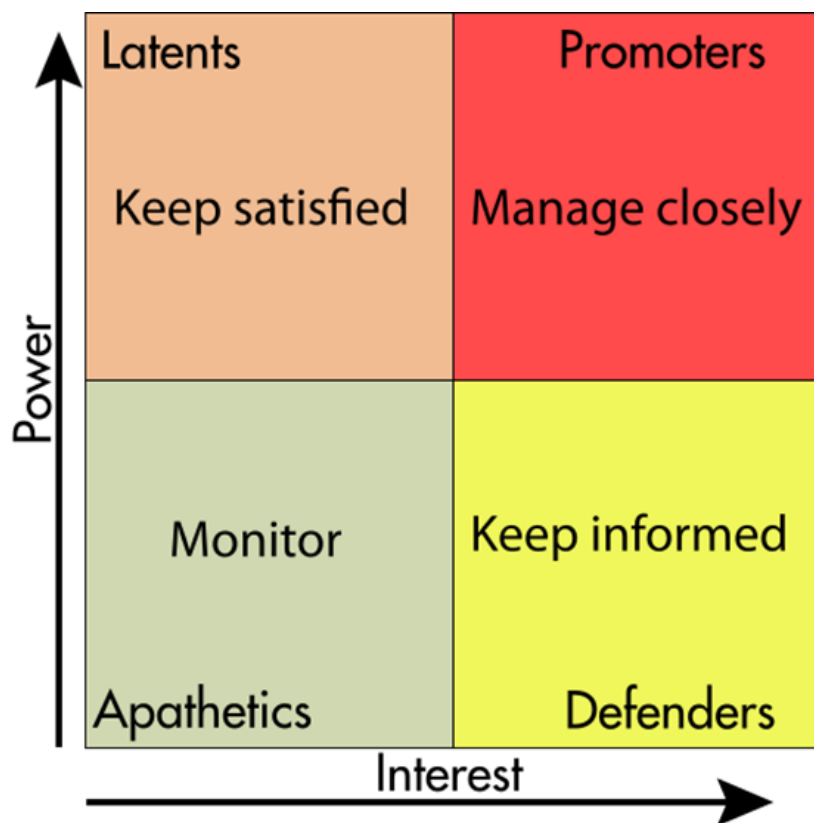 Latents
Promoters
Keep satisfied
Manage closely
Power
Monitor
Keep informed
Apathetics
Defenders
Interest